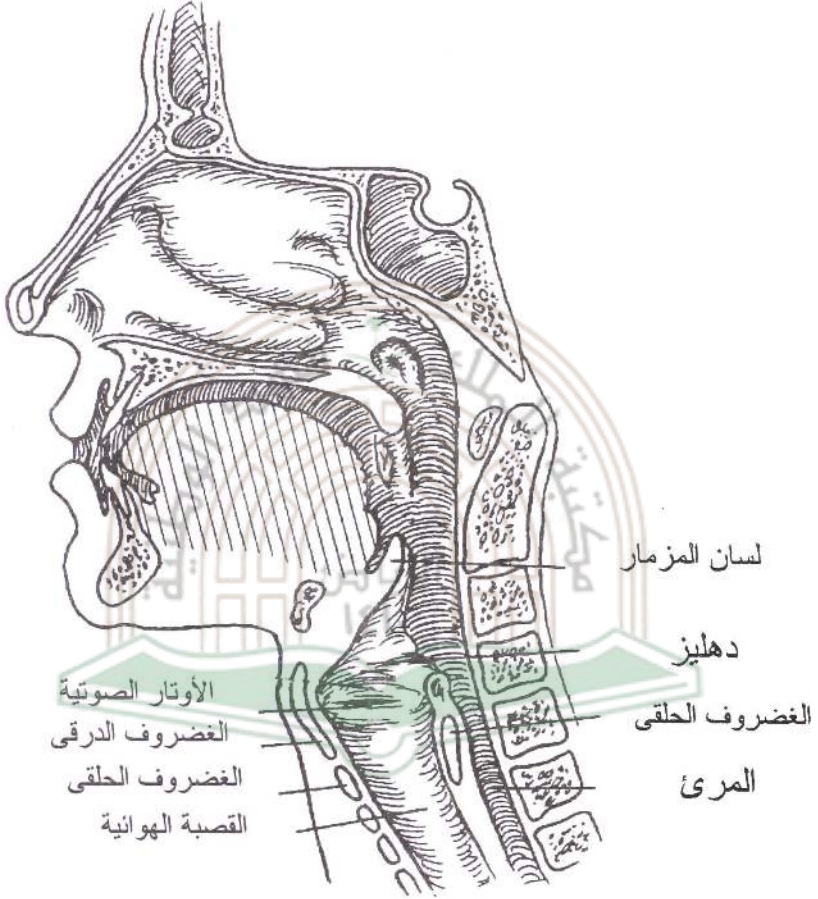 لسان المزمار
دهليز
الغضروف الحلقى
المرئ
الأوتار الصوتية
الغضروف الدرقى
الغضروف الحلقى
القصبة الهوائية